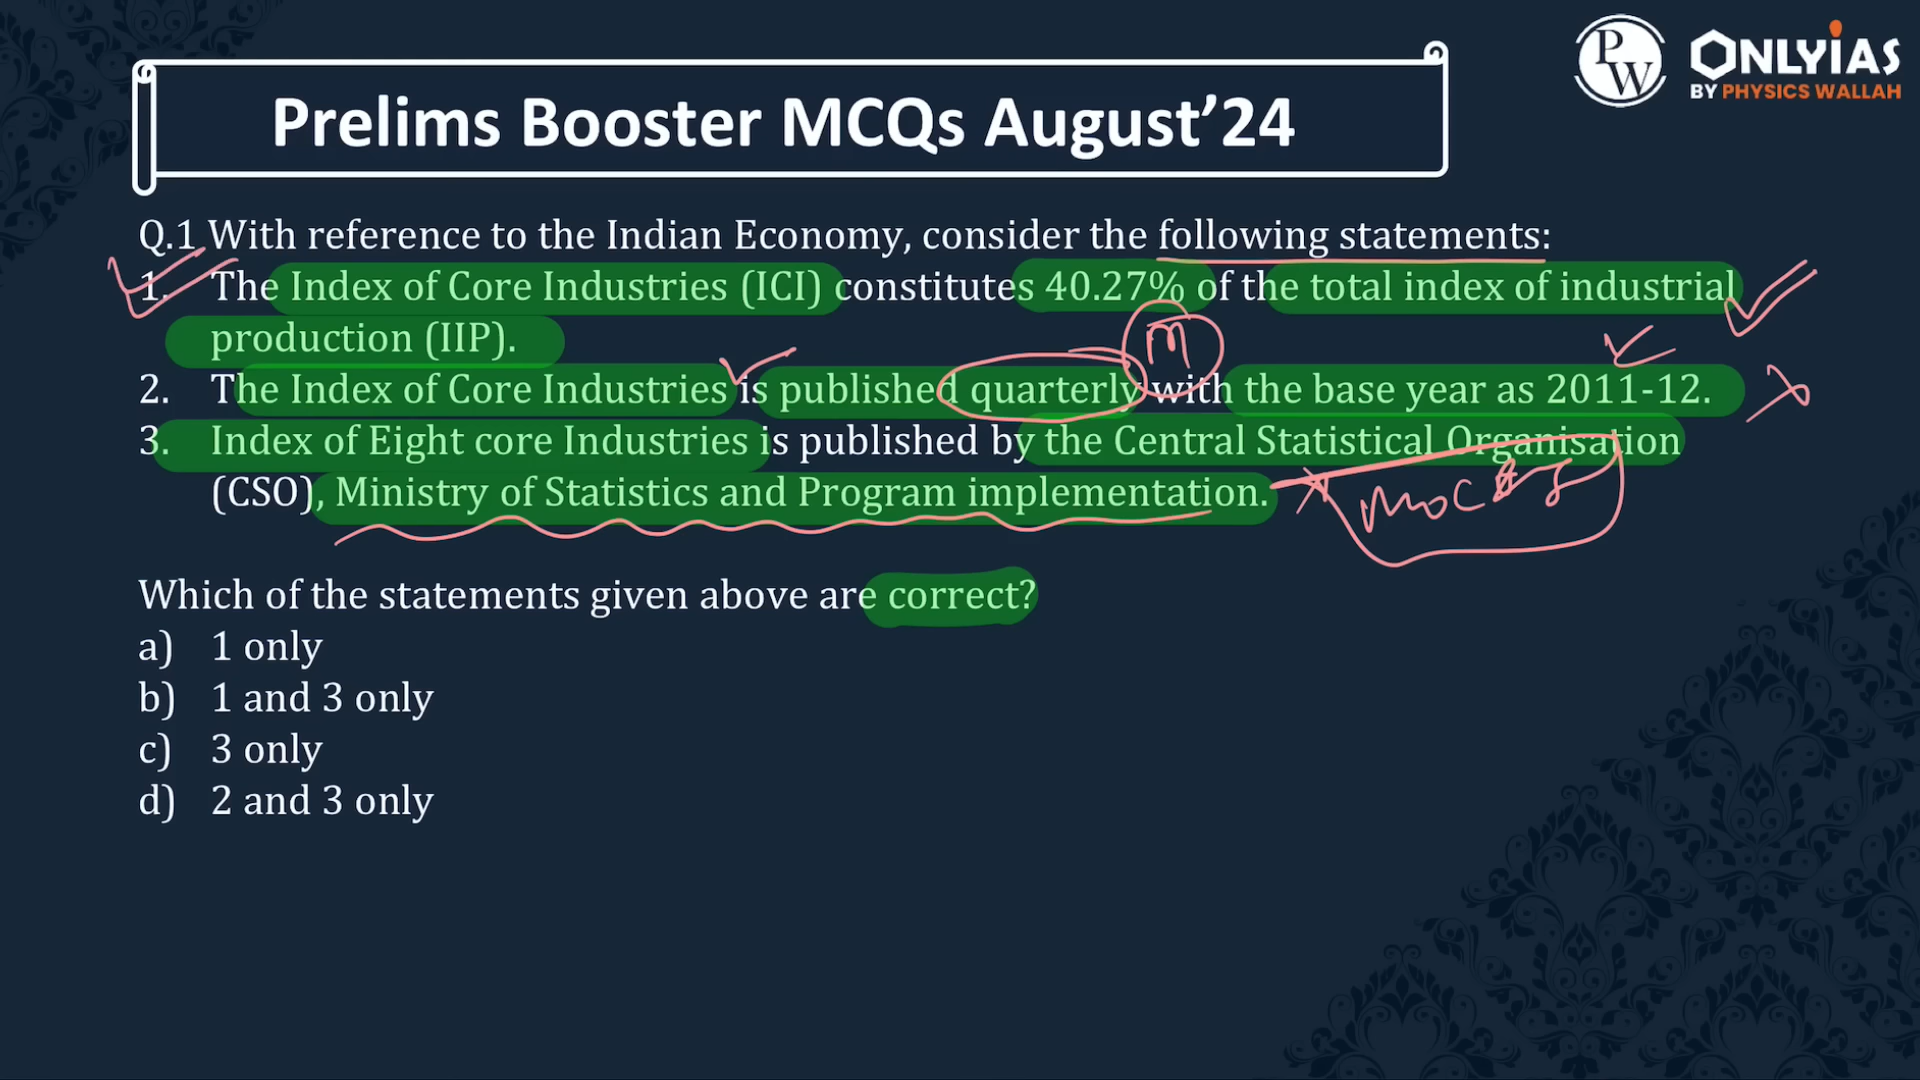 PW ONLYIAS
BY PHYSICS WALLAH
Prelims Booster MCQs August’24
Q.1 With reference to the Indian Economy, consider the following statements:
1. The Index of Core Industries (ICI) constitutes 40.27% of the total index of industrial
production (IIP).
m
2. The Index of Core Industries is published quarterly with the base year as 2011-12.
3. Index of Eight core Industries is published by the Central Statistical Organisation
(CSO), Ministry of Statistics and Program implementation.
Which of the statements given above are correct?
a) 1 only
b) 1 and 3 only
c) 3 only
d) 2 and 3 only